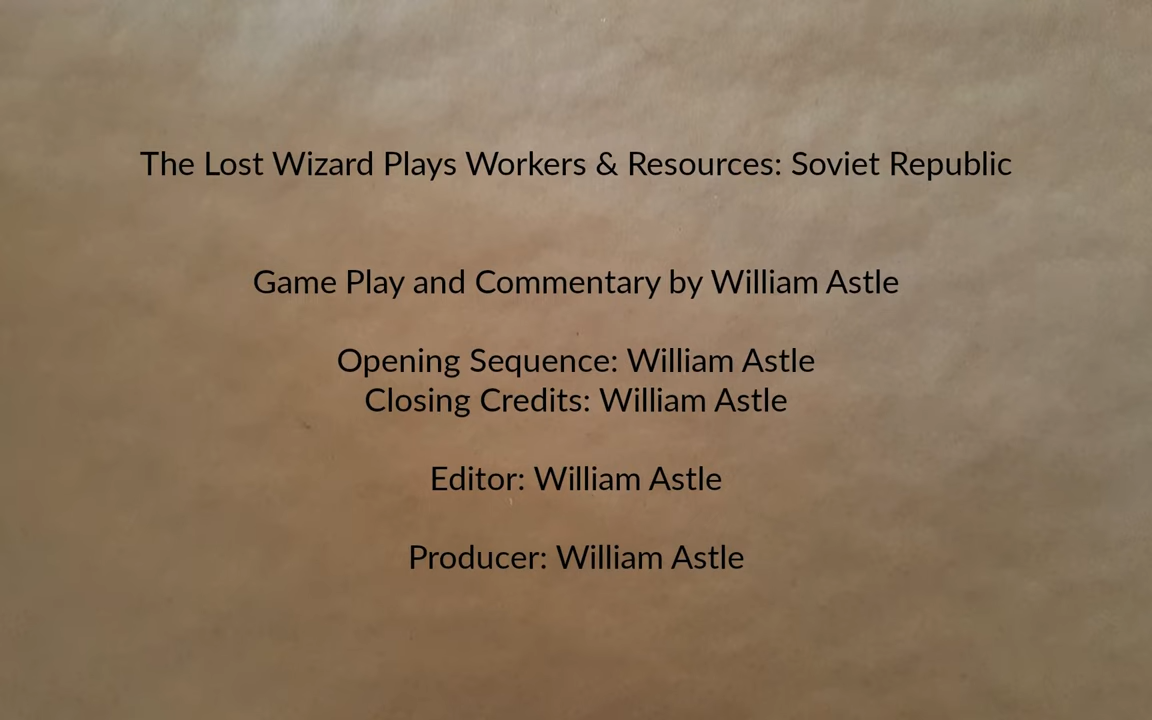 The Lost Wizard Plays Workers & Resources: Soviet Republic
Game Play and Commentary by William Astle
Opening Sequence: William Astle
Closing Credits: William Astle
Editor: William Astle
Producer: William Astle